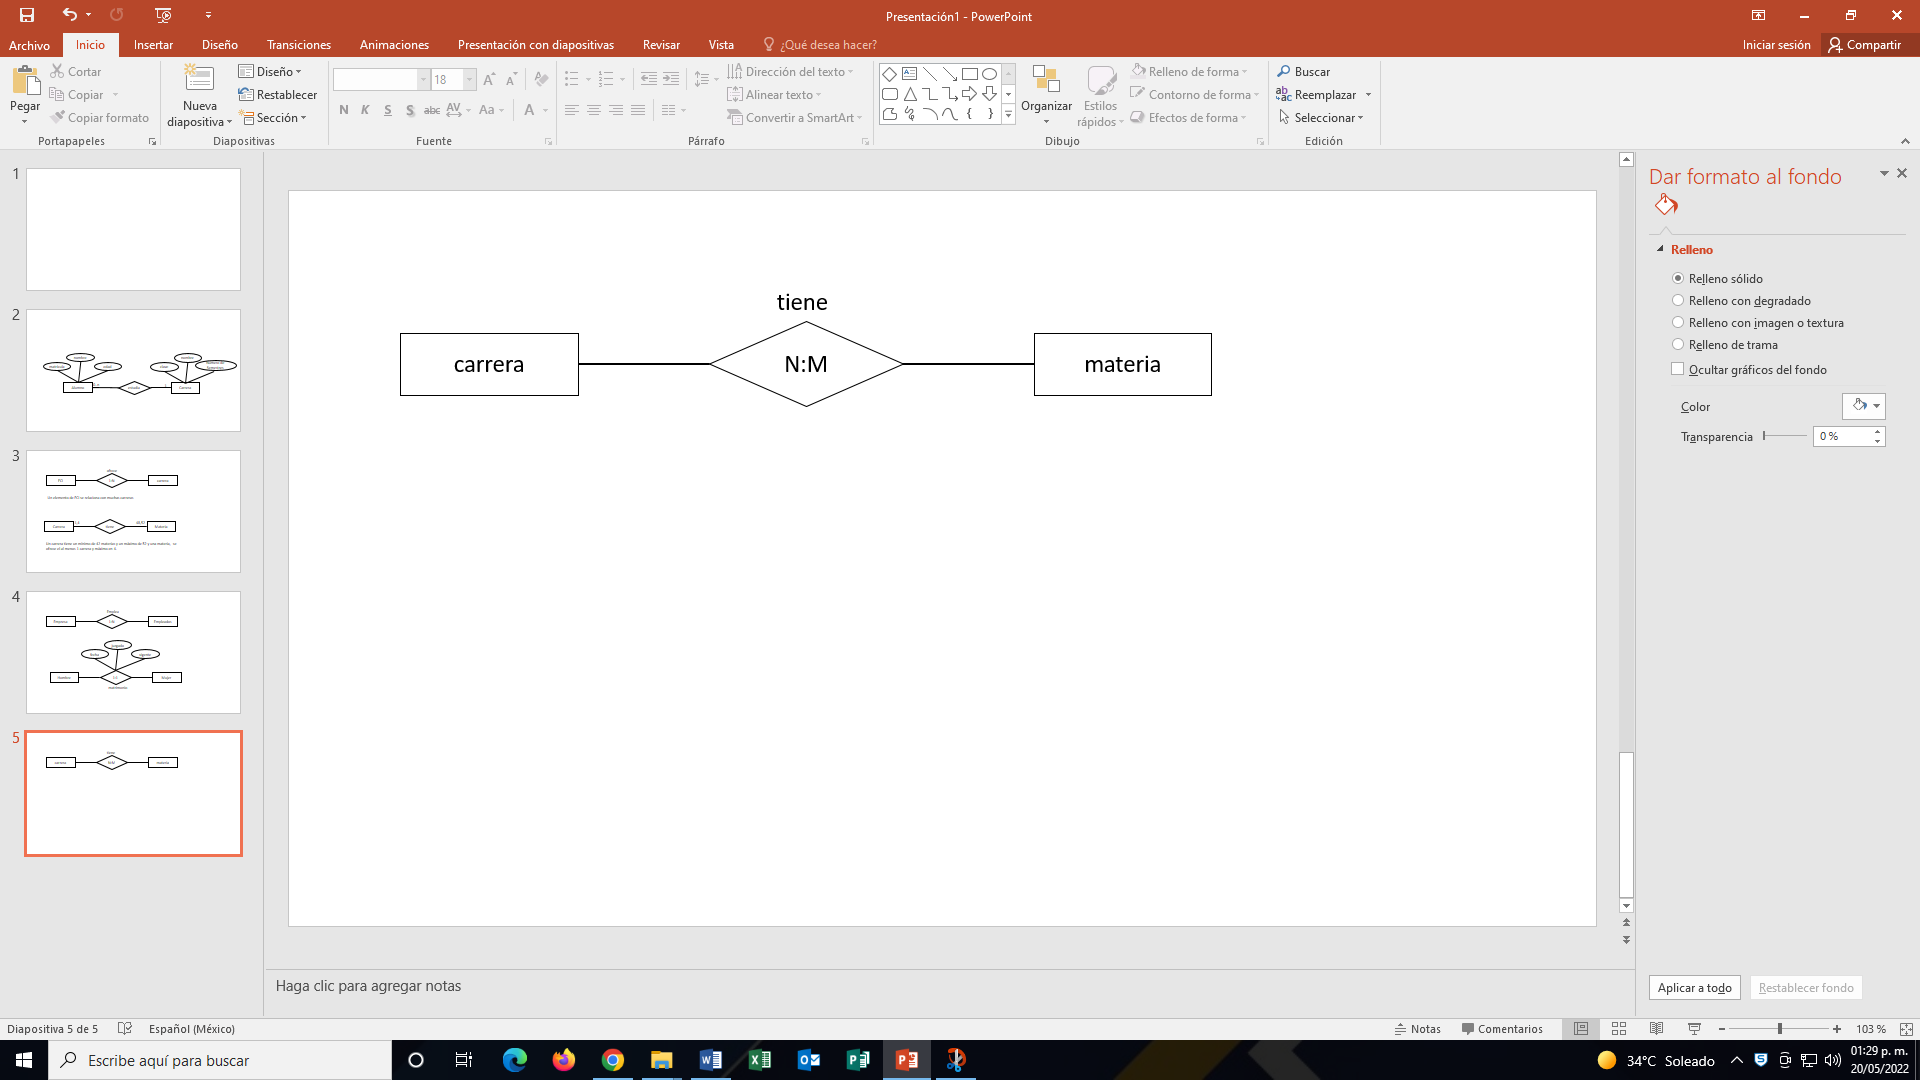 Presentación1 - PowerPoint
Archivo Inicio Insertar Diseño Transiciones Animaciones Presentación con diapositivas Revisar Vista ¿Qué desea hacer? Iniciar sesión Compartir
Pegar
Cortar
Copiar
Copiar formato
Portapapeles
Nueva diapositiva
Diseño
Restablecer
Sección
Diapositivas
18
N K S S abc AV Aa A
Fuente
Dirección del texto
Alinear texto
Convertir a SmartArt
Párrafo
Organizar
Estilos rápidos
Relleno de forma
Contorno de forma
Efectos de forma
Dibujo
Buscar
Reemplazar
Seleccionar
Edición
1
2
3
4
5
tiene
carrera N:M materia
Haga clic para agregar notas
Dar formato al fondo
Relleno
Relleno sólido
Relleno con degradado
Relleno con imagen o textura
Relleno de trama
Ocultar gráficos del fondo
Color
Transparencia 0 %
Aplicar a todo Restablecer fondo
Diapositiva 5 de 5 Español (México) Notas Comentarios 103 %
Escribe aquí para buscar
34°C Soleado
01:29 p. m.
20/05/2022